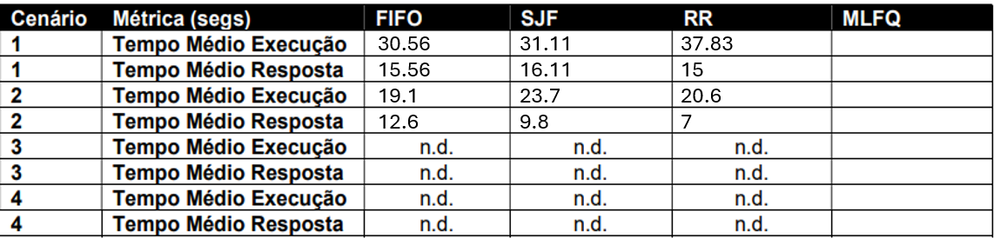 Cenário Métrica (segs) FIFO SJF RR MLFQ
1 Tempo Médio Execução 30.56 31.11 37.83
1 Tempo Médio Resposta 15.56 16.11 15
2 Tempo Médio Execução 19.1 23.7 20.6
2 Tempo Médio Resposta 12.6 9.8 7
3 Tempo Médio Execução n.d. n.d. n.d.
3 Tempo Médio Resposta n.d. n.d. n.d.
4 Tempo Médio Execução n.d. n.d. n.d.
4 Tempo Médio Resposta n.d. n.d. n.d.